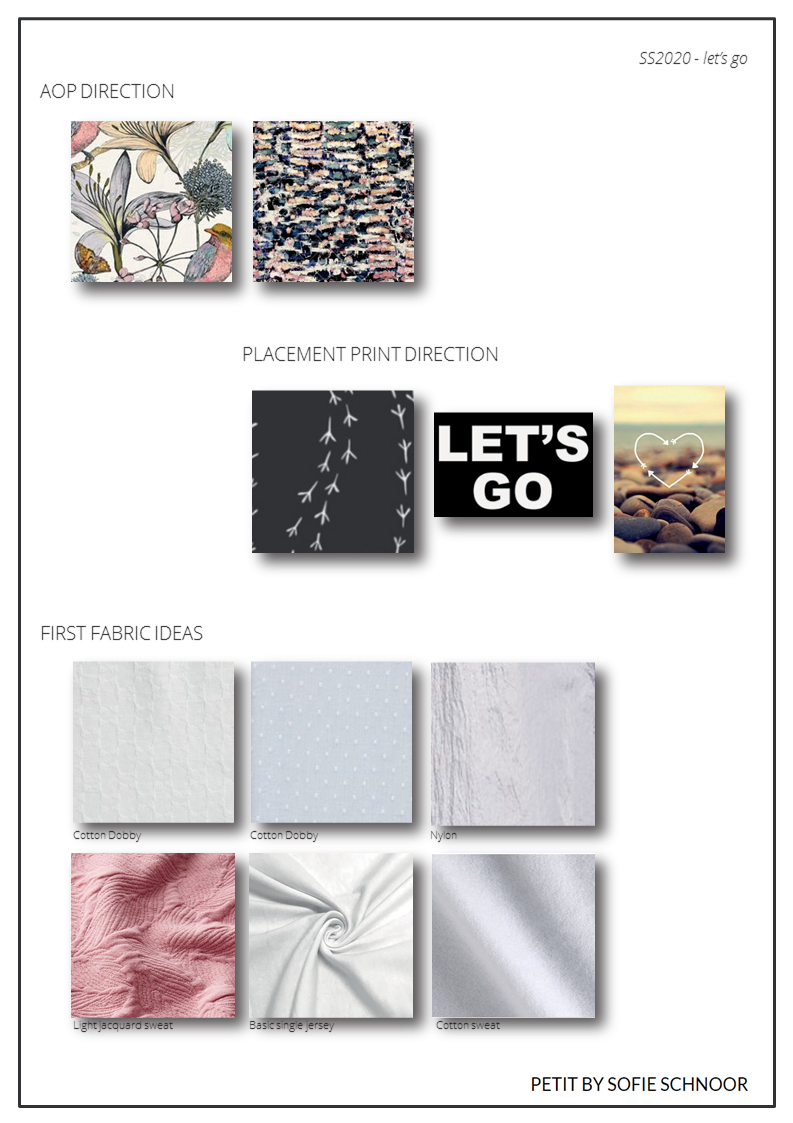 SS2020 - let's go
AOP DIRECTION
PLACEMENT PRINT DIRECTION
LET'S
GO
FIRST FABRIC IDEAS
Cotton Dobby
Cotton Dobby
Nylon
Light jacquard sweat
Basic single jersey
Cotton sweat
PETIT BY SOFIE SCHNOOR